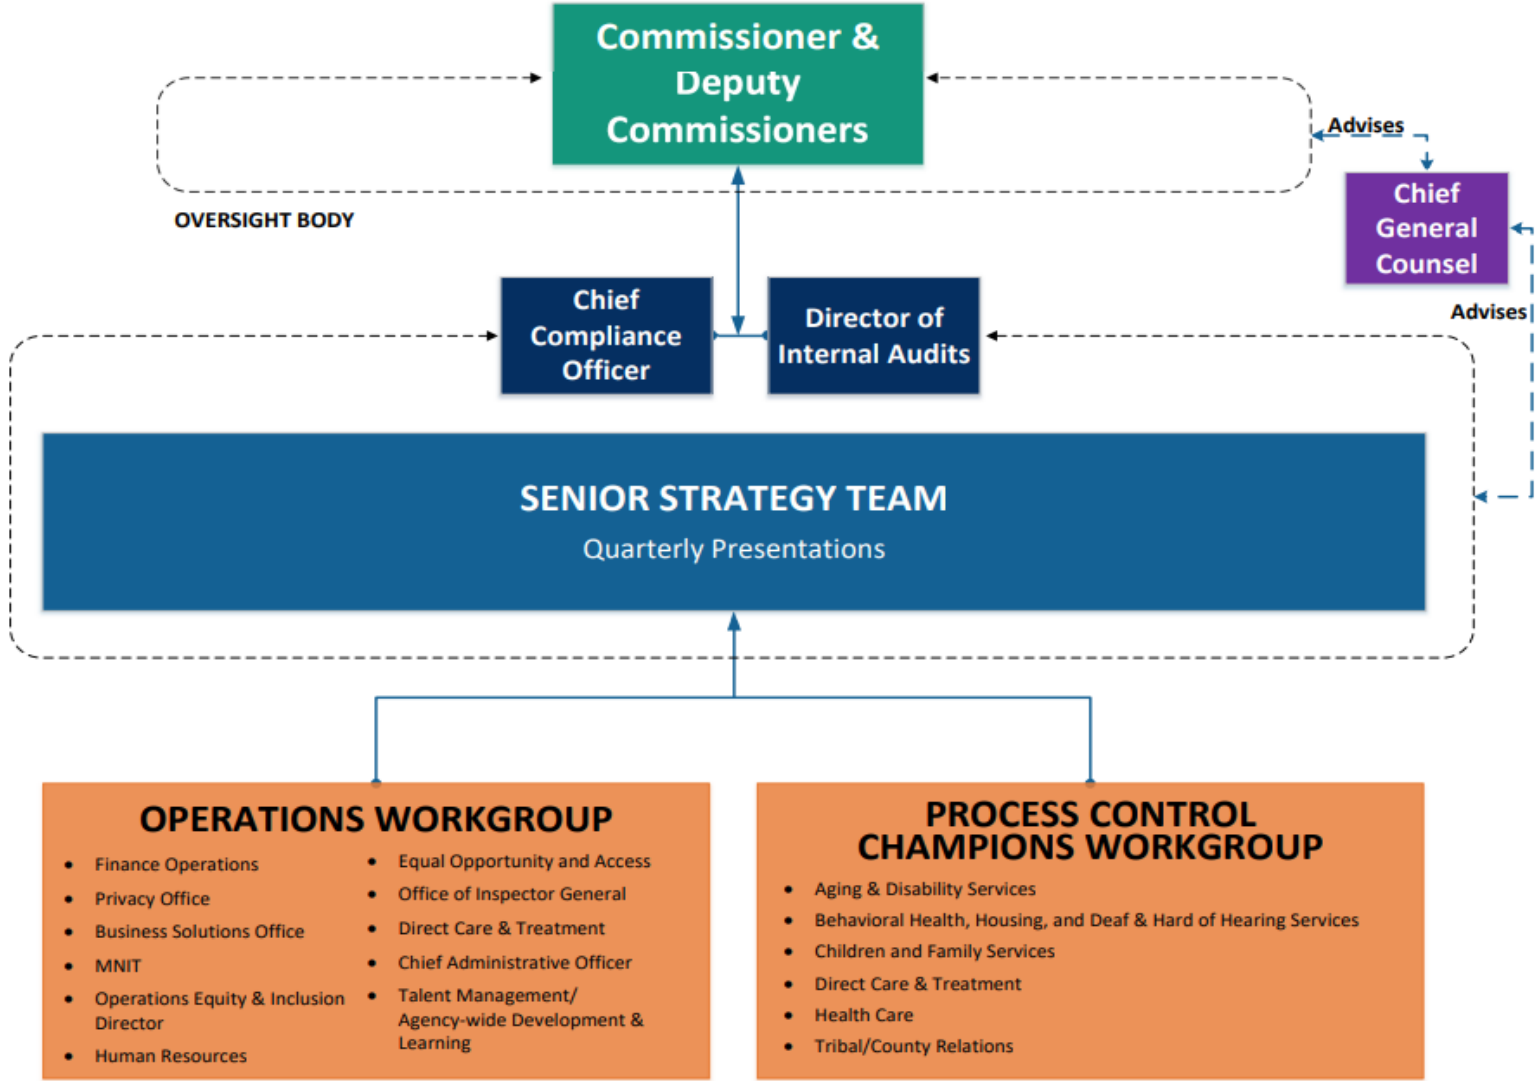 Commissioner &
Deputy
Commissioners
Advises
OVERSIGHT BODY
Chief
General
Counsel
Chief
Compliance
Officer
Director of
Internal Audits
Advises
SENIOR STRATEGY TEAM
Quarterly Presentations
OPERATIONS WORKGROUP
• Finance Operations
• Privacy Office
• Business Solutions Office
• MNIT
• Operations Equity & Inclusion
Director
• Human Resources
• Equal Opportunity and Access
• Office of Inspector General
• Direct Care & Treatment
• Chief Administrative Officer
• Talent Management/
Agency-wide Development &
Learning
PROCESS CONTROL
CHAMPIONS WORKGROUP
• Aging & Disability Services
• Behavioral Health, Housing, and Deaf & Hard of Hearing Services
• Children and Family Services
• Direct Care & Treatment
• Health Care
• Tribal/County Relations